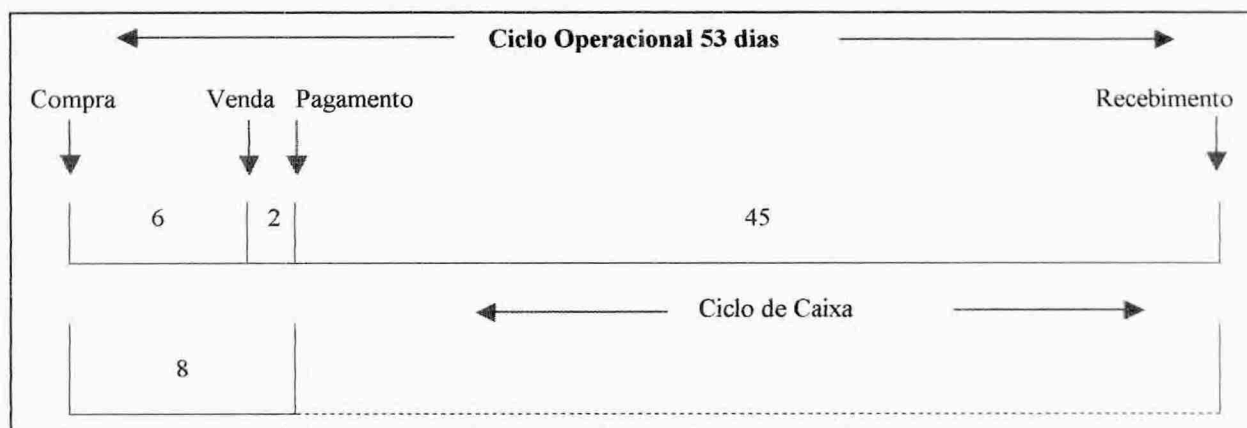 Ciclo Operacional 53 dias
Compra Venda Pagamento Recebimento
6 2 45
Ciclo de Caixa
8